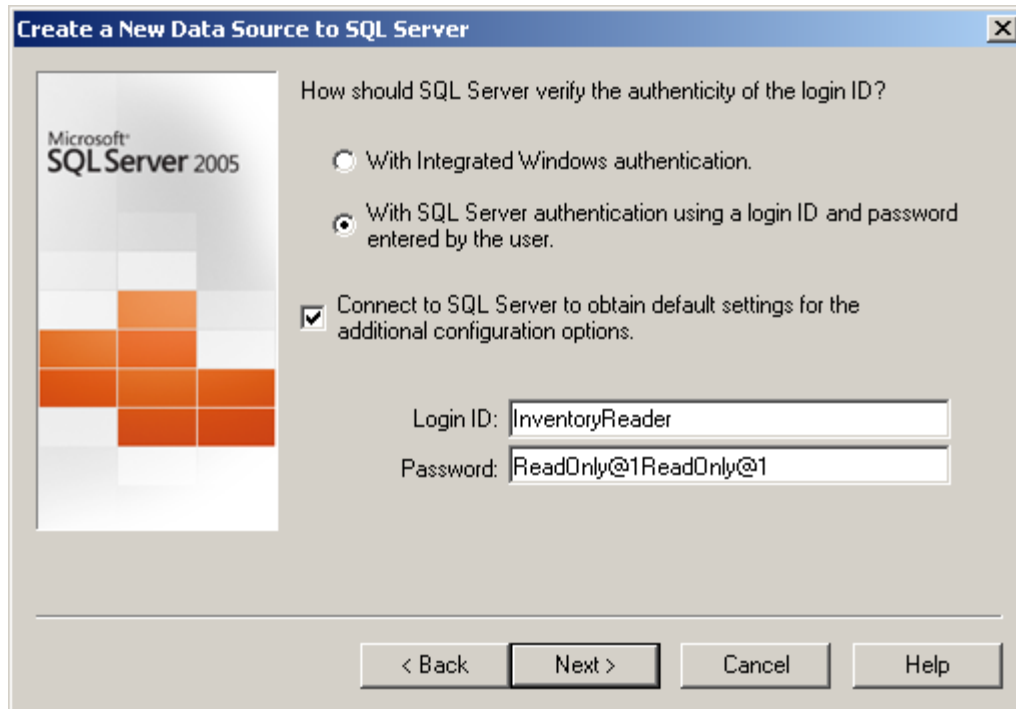 Create a New Data Source to SQL Server
How should SQL Server verify the authenticity of the login ID?
Microsoft
SQL Server 2005
With Integrated Windows authentication.
With SQL Server authentication using a login ID and password
entered by the user.
Connect to SQL Server to obtain default settings for the
additional configuration options.
Login ID: InventoryReader
Password: ReadOnly@1ReadOnly@1
< Back Next > Cancel Help